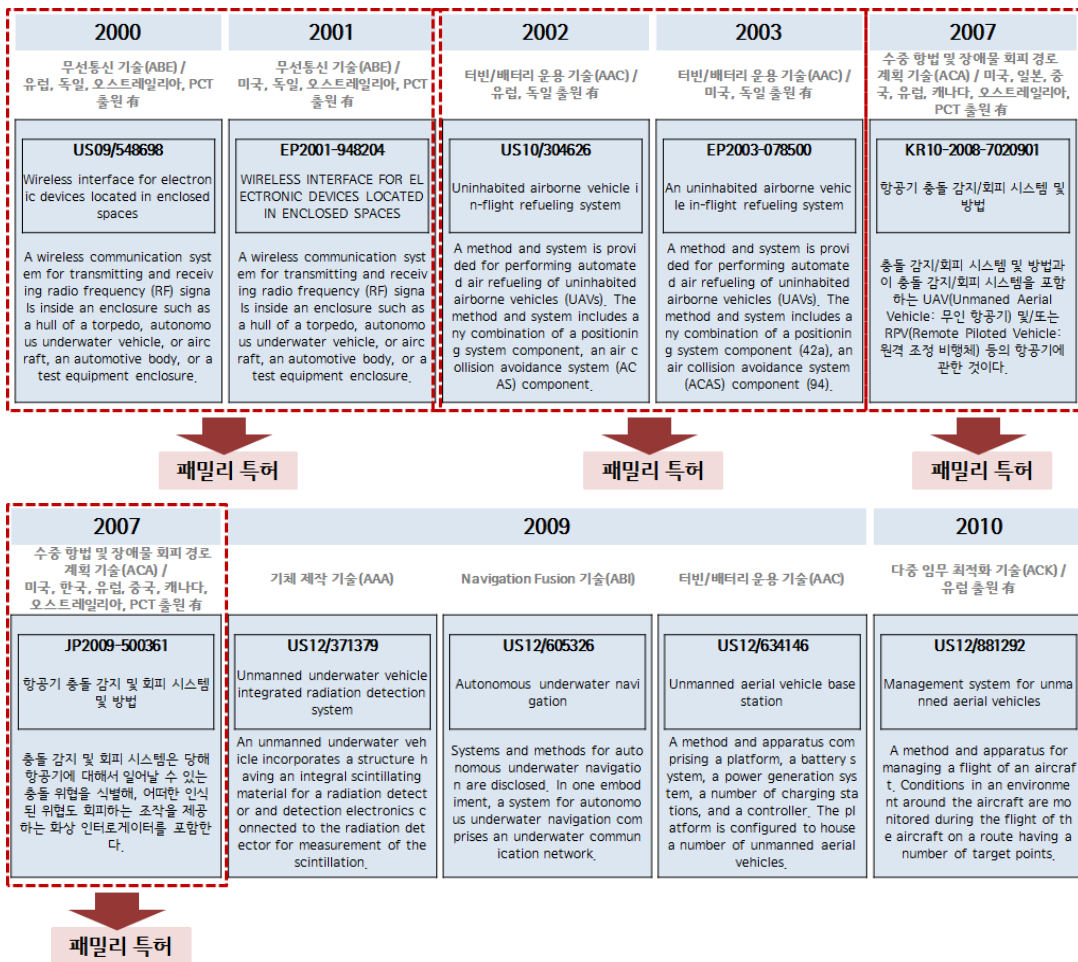 2000
무선통신 기술(ABE) /
유럽, 독일, 오스트레일리아, PCT
출원 有
US09/548698
Wireless interface for electron
ic devices located in enclosed
spaces
A wireless communication syst
em for transmitting and receiv
ing radio frequency (RF) signa
ls inside an enclosure such as
a hull of a torpedo, autonomo
us underwater vehicle, or airc
raft, an automotive body, or a
test equipment enclosure.
2001
무선통신 기술(ABE) /
미국, 독일, 오스트레일리아, PCT
출원 有
EP2001-948204
WIRELESS INTERFACE FOR EL
ECTRONIC DEVICES LOCATED
IN ENCLOSED SPACES
A wireless communication syst
em for transmitting and receiv
ing radio frequency (RF) signa
ls inside an enclosure such as
a hull of a torpedo, autonomo
us underwater vehicle, or airc
raft, an automotive body, or a
test equipment enclosure.
2002
터빈/배터리 운용 기술(AAC) /
유럽, 독일 출원 有
US10/304626
Uninhabited airborne vehicle i
n-flight refueling system
A method and system is provi
ded for performing automate
d air refueling of uninhabited
airborne vehicles (UAVs). The
method and system includes a
ny combination of a positionin
g system component, an air c
ollision avoidance system (AC
AS) component.
2003
터빈/배터리 운용 기술(AAC) /
미국, 독일 출원 有
EP2003-078500
An uninhabited airborne vehic
le in-flight refueling system
A method and system is provi
ded for performing automate
d air refueling of uninhabited
airborne vehicles (UAVs). The
method and system includes a
ny combination of a positionin
g system component (42a), an
air collision avoidance system
(ACAS) component (94).
2007
수중 항법 및 장애물 회피 경로
계획 기술(ACA) / 미국, 일본, 중
국, 유럽, 캐나다, 오스트레일리아,
PCT 출원 有
KR10-2008-7020901
항공기 충돌 감지/회피 시스템 및
방법
충돌 감지/회피 시스템 및 방법과
이 충돌 감지/회피 시스템을 포함
하는 UAV(Unmaned Aerial
Vehicle: 무인 항공기) 및/또는
RPV(Remote Piloted Vehicle:
원격 조정 비행체) 등의 항공기에
관한 것이다.
패밀리 특허
패밀리 특허
패밀리 특허
2007
수중 항법 및 장애물 회피 경로
계획 기술(ACA) /
미국, 한국, 유럽, 중국, 캐나다,
오스트레일리아, PCT 출원 有
JP2009-500361
항공기 충돌 감지 및 회피 시스템
및 방법
충돌 감지 및 회피 시스템은 당해
항공기에 대해서 일어날 수 있는
충돌 위협을 식별해, 어떠한 인식
된 위협도 회피하는 조작을 제공
하는 화상 인터로게이터를 포함한
다.
2009
기체 제작 기술(AAA)
US12/371379
Unmanned underwater vehicle
integrated radiation detection
system
An unmanned underwater veh
icle incorporates a structure h
aving an integral scintillating
material for a radiation detect
or and detection electronics c
onnected to the radiation det
ector for measurement of the
scintillation.
Navigation Fusion 기술(ABI)
US12/605326
Autonomous underwater navi
gation
Systems and methods for auto
nomous underwater navigatio
n are disclosed. In one embod
iment, a system for autonomo
us underwater navigation com
prises an underwater commun
ication network.
터빈/배터리 운용 기술(AAC)
US12/634146
Unmanned aerial vehicle base
station
A method and apparatus com
prising a platform, a battery s
ystem, a power generation sys
tem, a number of charging sta
tions, and a controller. The pl
atform is configured to house
a number of unmanned aerial
vehicles.
2010
다중 임무 최적화 기술(ACK) /
유럽 출원 有
US12/881292
Management system for unma
nned aerial vehicles
A method and apparatus for
managing a flight of an aircraf
t. Conditions in an environme
nt around the aircraft are mo
nitored during the flight of th
e aircraft on a route having a
number of target points.
패밀리 특허